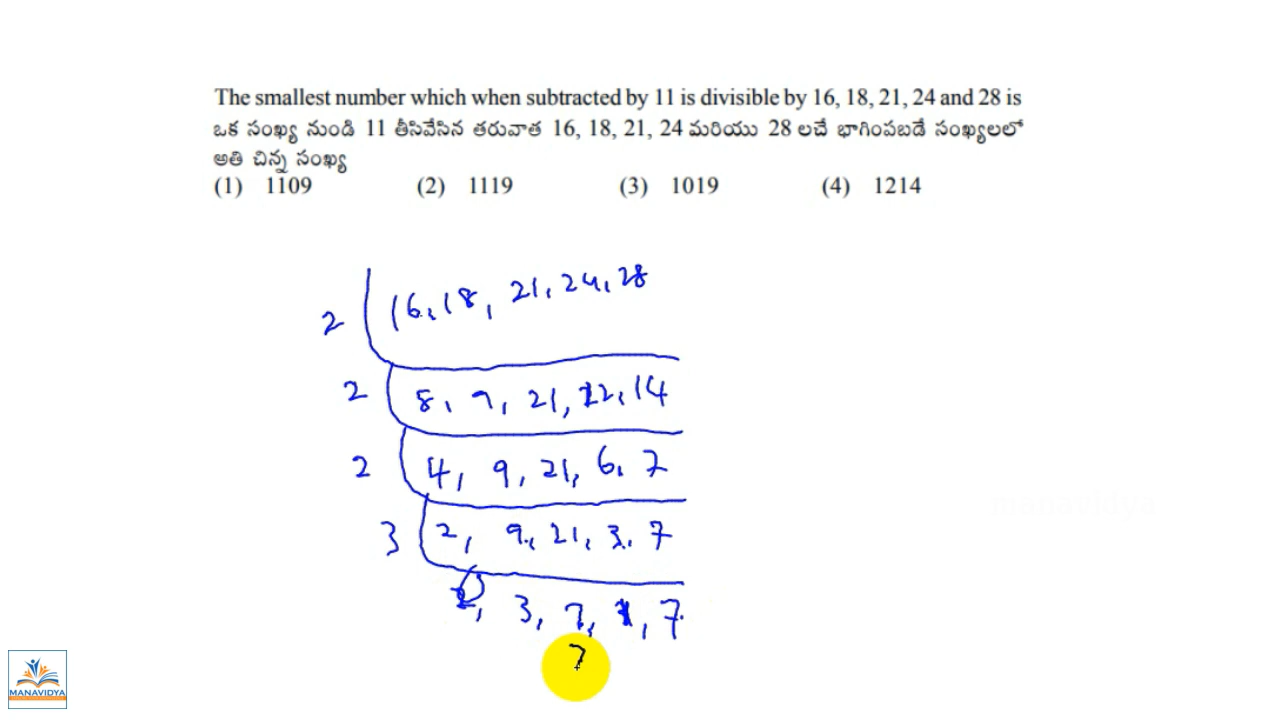 The smallest number which when subtracted by 11 is divisible by 16, 18, 21, 24 and 28 is
ఒక సంఖ్య నుండి 11 తీసివేసిన తరువాత 16, 18, 21, 24 మరియు 28 లచే భాగింపబడే సంఖ్యలలో
అతి చిన్న సంఖ్య
(1) 1109 (2) 1119 (3) 1019 (4) 1214
2 16, 18, 21, 24, 28
2 8, 9, 21, 12, 14
2 4, 9, 21, 6, 7
3 2, 9, 21, 3, 7
3, 7, 1, 7
7
MANAVIDYA